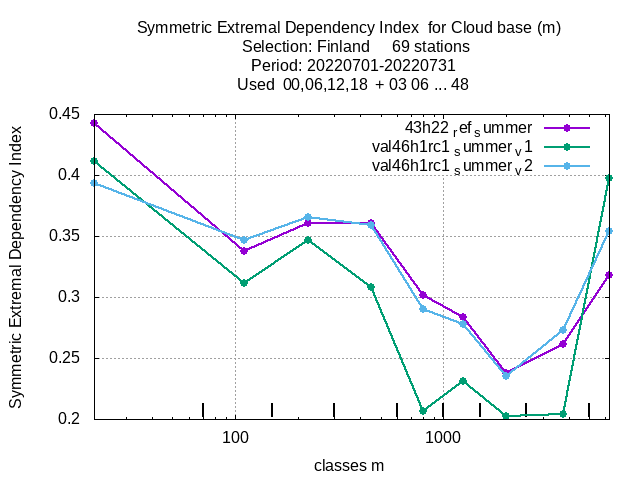 Symmetric Extremal Dependency Index for Cloud base (m)
Selection: Finland 69 stations
Period: 20220701-20220731
Used 00,06,12,18 + 03 06 ... 48
0.45
0.4
0.35
0.3
0.25
0.2
Symmetric Extremal Dependency Index
43h22 ref summer
val46h1rc1 summer v1
val46h1rc1 summer v2
100
1000
classes m